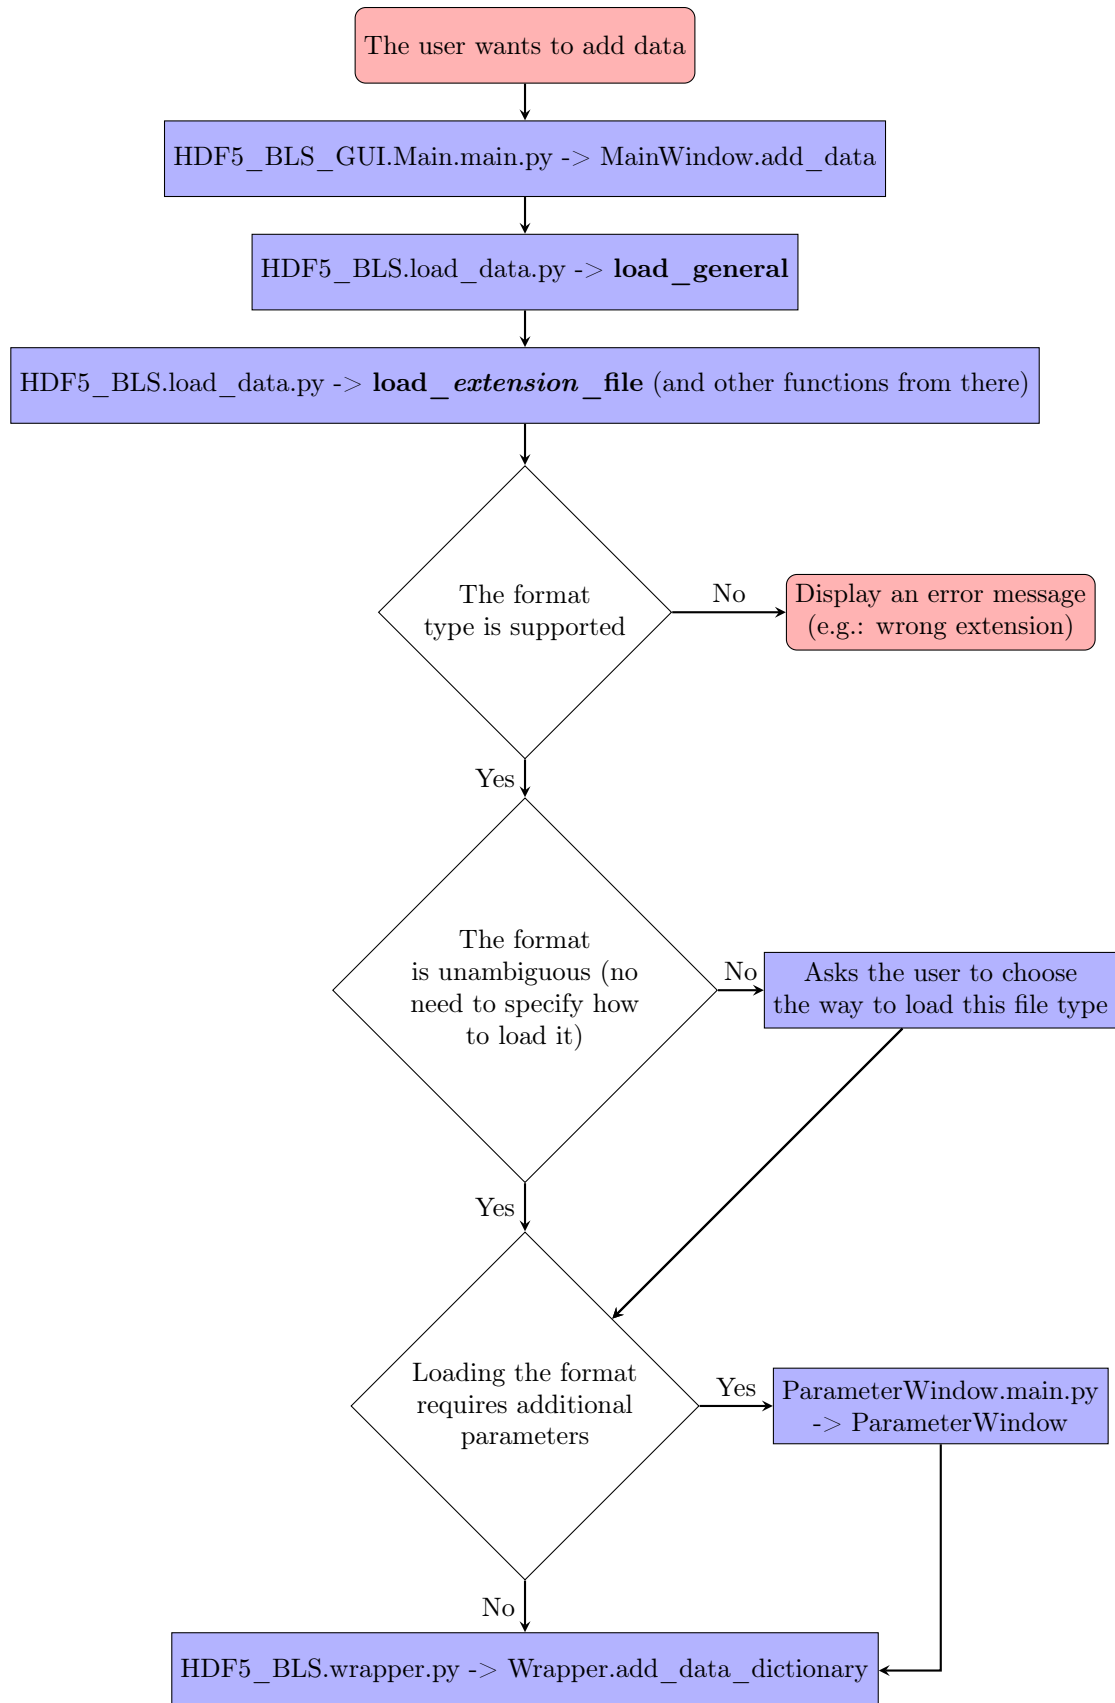 The user wants to add data
HDF5_BLS_GUI.Main.main.py -> MainWindow.add_data
HDF5_BLS.load_data.py -> load_general
HDF5_BLS.load_data.py -> load_extension_file (and other functions from there)
The format
type is supported
No
Display an error message
(e.g.: wrong extension)
Yes
The format
is unambiguous (no
need to specify how
to load it)
No
Asks the user to choose
the way to load this file type
Yes
Loading the format
requires additional
parameters
Yes
ParameterWindow.main.py
-> ParameterWindow
No
HDF5_BLS.wrapper.py -> Wrapper.add_data_dictionary